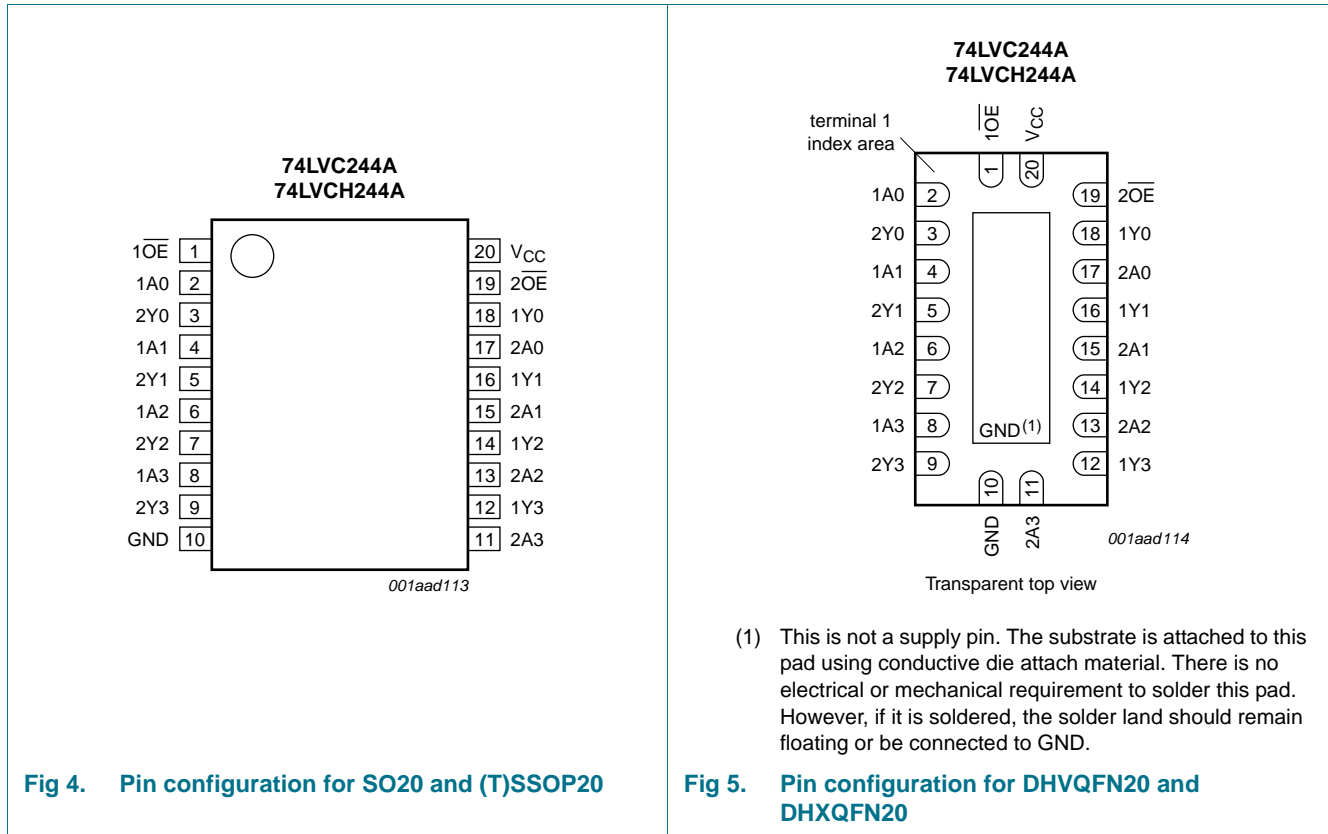 74LVC244A
74LVCH244A
1OE 1
1A0 2
2Y0 3
1A1 4
2Y1 5
1A2 6
2Y2 7
1A3 8
2Y3 9
GND 10
20 VCC
19 2OE
18 1Y0
17 2A0
16 1Y1
15 2A1
14 1Y2
13 2A2
12 1Y3
11 2A3
001aad113
Fig 4. Pin configuration for SO20 and (T)SSOP20
74LVC244A
74LVCH244A
terminal 1
index area
1OE
VCC
1
20
1A0 2
2Y0 3
1A1 4
2Y1 5
1A2 6
2Y2 7
1A3 8
2Y3 9
19 2OE
18 1Y0
17 2A0
16 1Y1
15 2A1
14 1Y2
13 2A2
12 1Y3
GND(1)
10
11
GND
2A3
001aad114
Transparent top view
(1) This is not a supply pin. The substrate is attached to this
pad using conductive die attach material. There is no
electrical or mechanical requirement to solder this pad.
However, if it is soldered, the solder land should remain
floating or be connected to GND.
Fig 5. Pin configuration for DHVQFN20 and
DHXQFN20